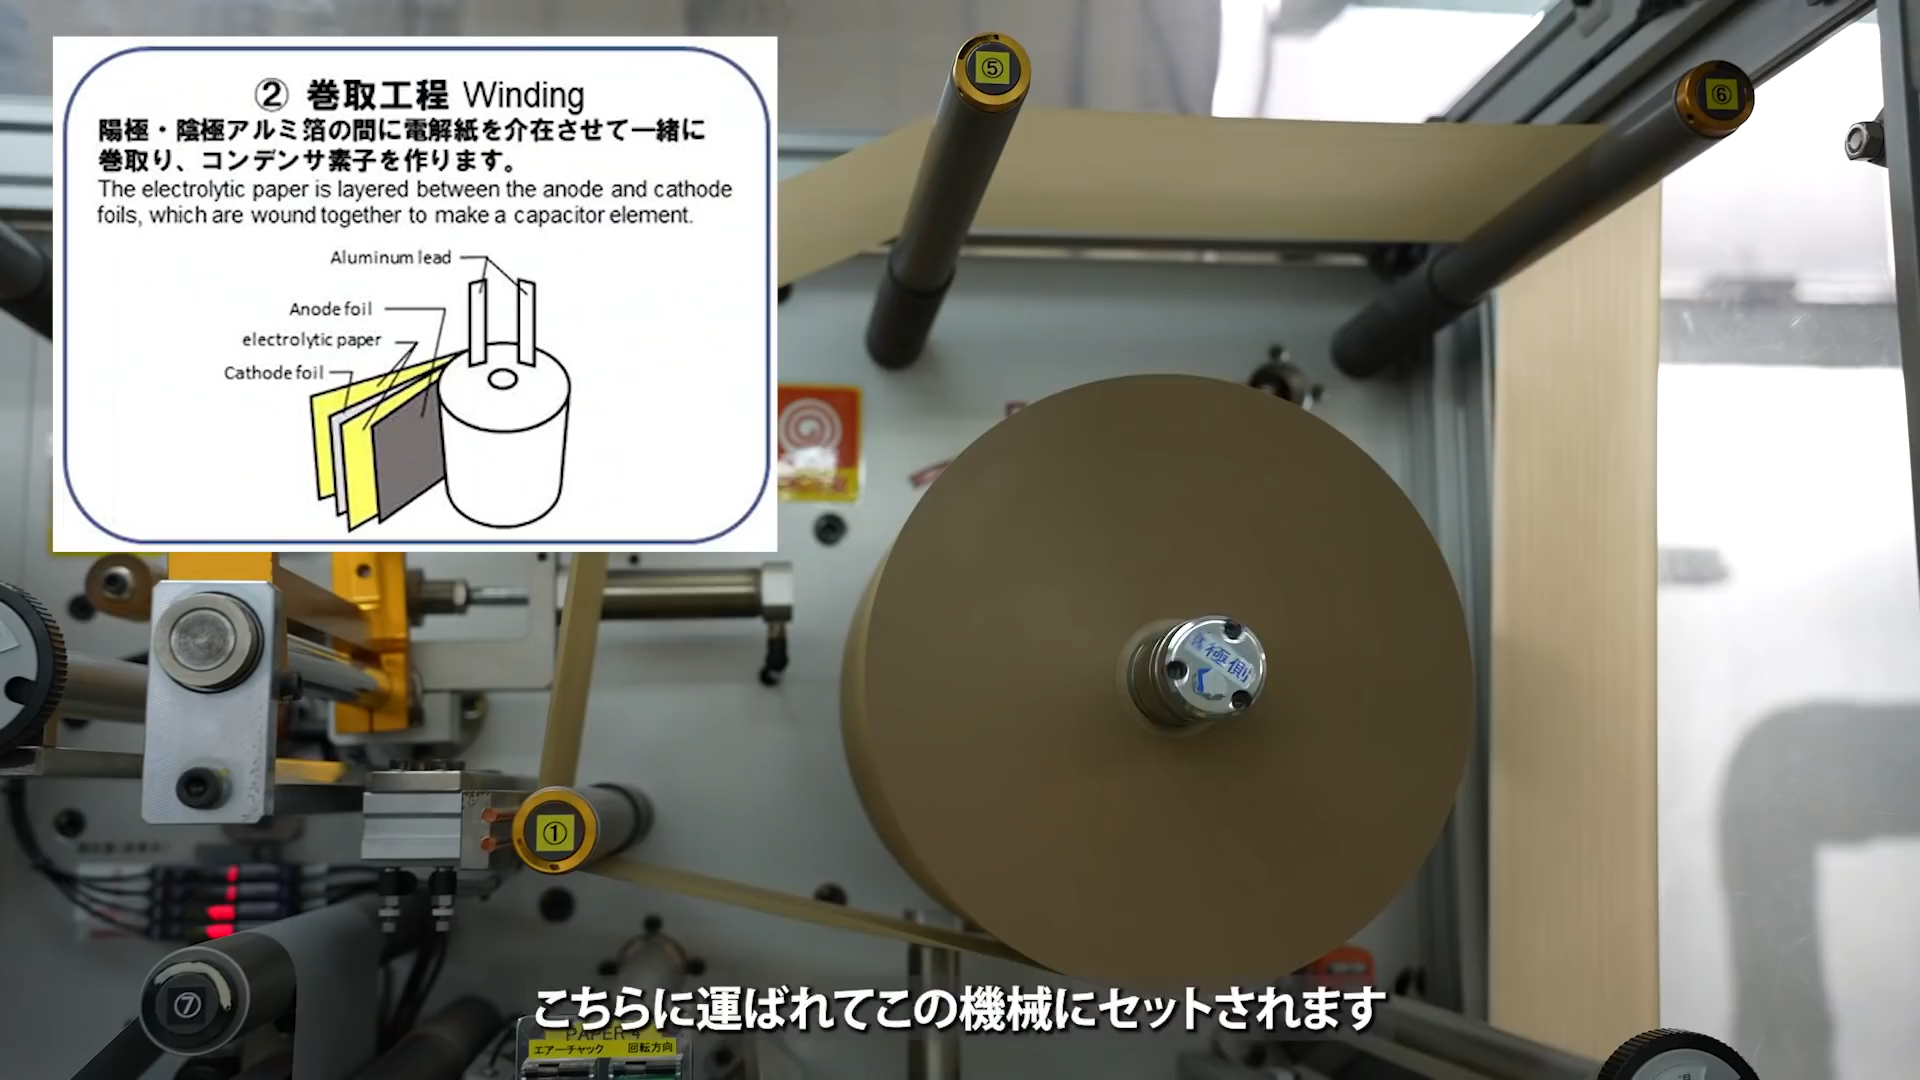 ② 巻取工程 Winding
陽極・陰極アルミ箔の間に電解紙を介在させて一緒に
巻取り、コンデンサ素子を作ります。
The electrolytic paper is layered between the anode and cathode
foils, which are wound together to make a capacitor element.
Aluminum lead
Anode foil
electrolytic paper
Cathode foil
⑤
⑥
極側
①
⑦
こちらに運ばれてこの機械にセットされます
PAPER
エアーチャック 回転方向